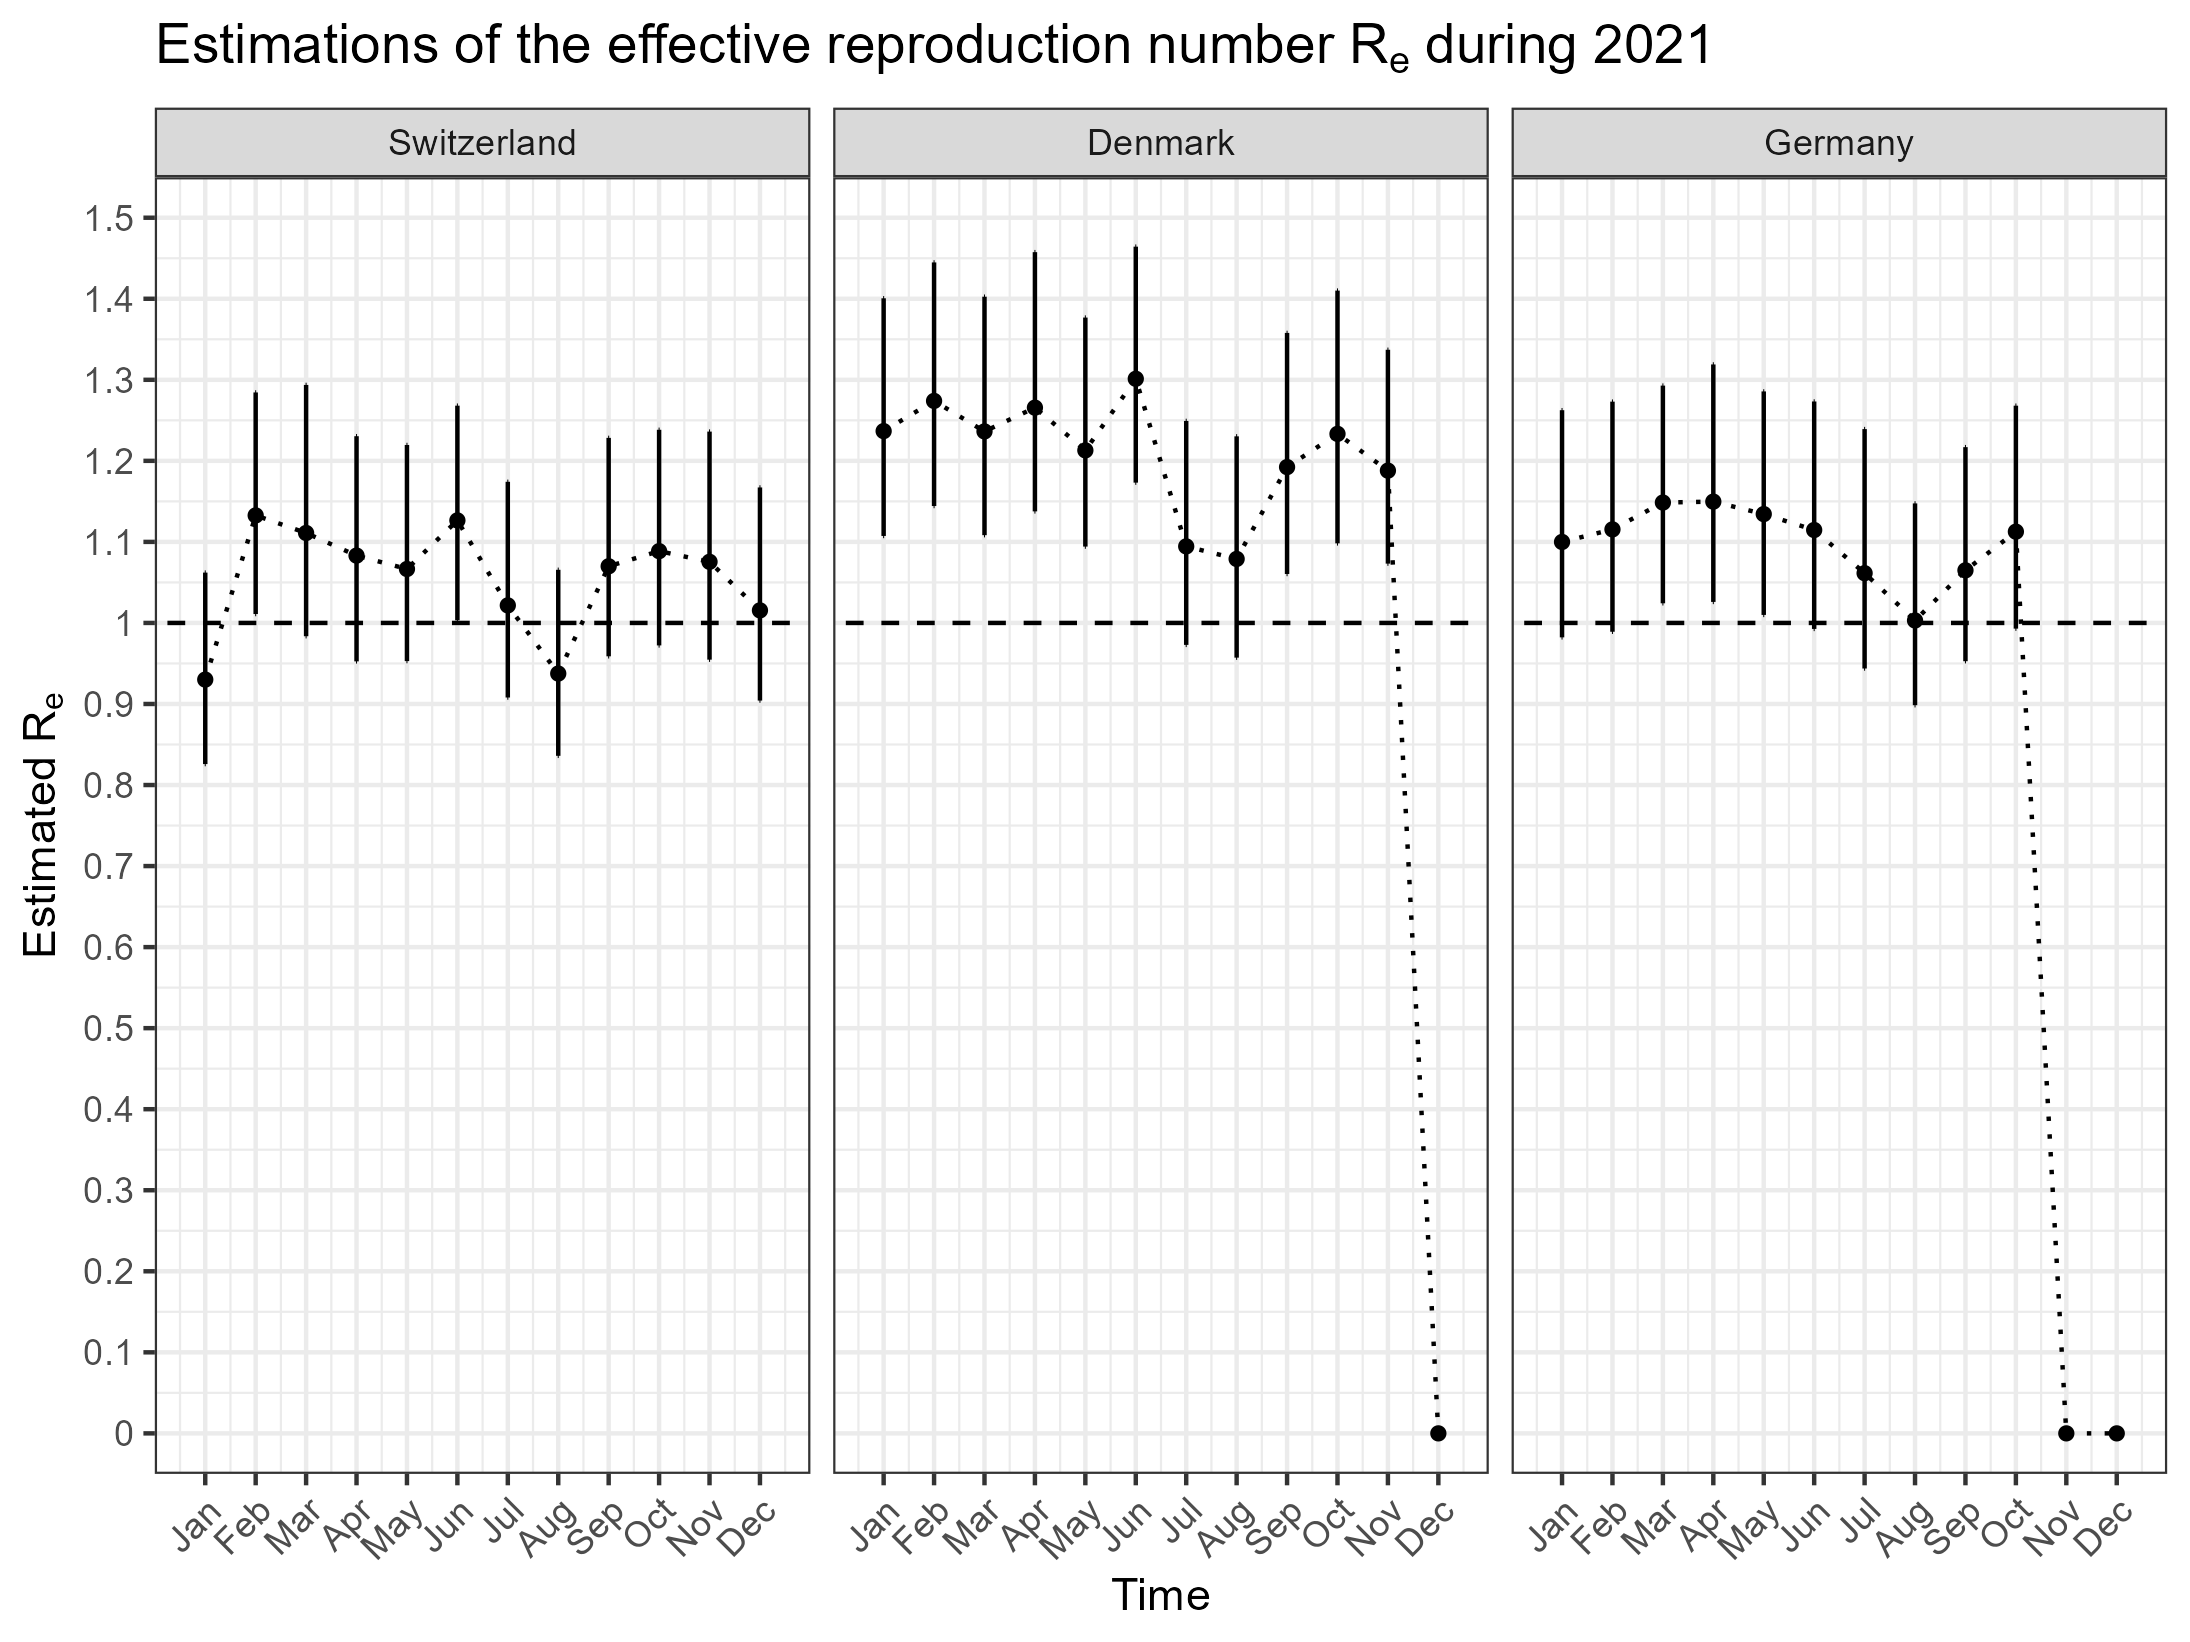 Estimations of the effective reproduction number Re during 2021
Switzerland
Denmark
Germany
Estimated Re
1.5
1.4
1.3
1.2
1.1
1
0.9
0.8
0.7
0.6
0.5
0.4
0.3
0.2
0.1
0
Jan Feb Mar Apr May Jun Jul Aug Sep Oct Nov Dec
Jan Feb Mar Apr May Jun Jul Aug Sep Oct Nov Dec
Jan Feb Mar Apr May Jun Jul Aug Sep Oct Nov Dec
Time